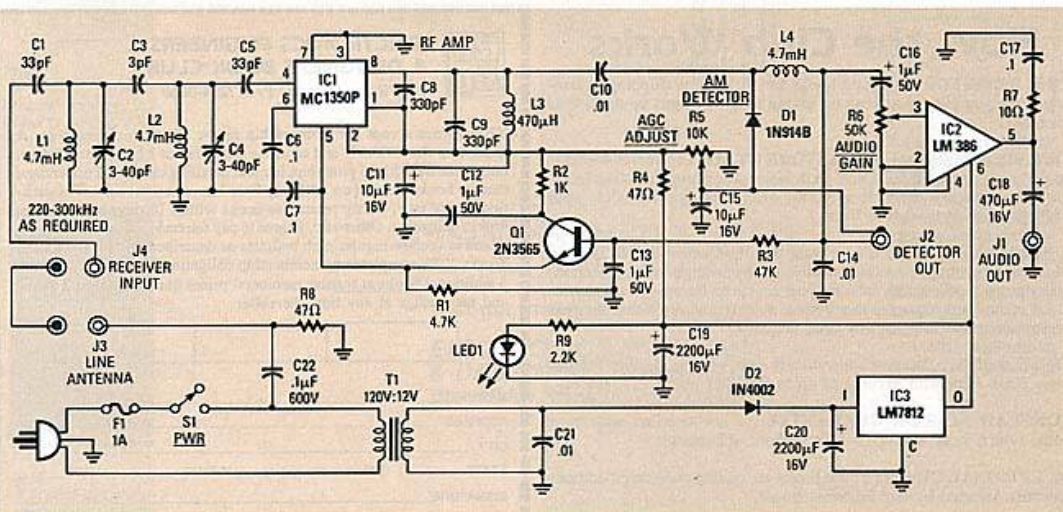 C1
33pF
C3
3pF
C5
33pF
L1
4.7mH
C2
3-40pF
L2
4.7mH
C4
3-40pF
220-300kHz
AS REQUIRED
7
3
RF AMP
4
IC1
MC1350P
8
6
1
5
2
C6
.1
C7
.1
C8
330pF
C9
330pF
L3
470µH
C10
.01
AM
DETECTOR
D1
1N914B
L4
4.7mH
AGC
ADJUST
R5
10K
C11
10µF
16V
C12
1µF
50V
R2
1K
R4
47Ω
C15
10µF
16V
Q1
2N3565
C13
1µF
50V
R3
47K
C14
.01
R1
4.7K
C16
1µF
50V
R6
50K
AUDIO
GAIN
3
2
IC2
LM 386
5
4
6
C17
.1
R7
10Ω
C18
470µF
16V
J2
DETECTOR
OUT
J1
AUDIO
OUT
J4
RECEIVER
INPUT
J3
LINE
ANTENNA
R8
47Ω
C22
.1µF
600V
F1
1A
S1
PWR
T1
120V:12V
LED1
R9
2.2K
C19
2200µF
16V
C21
.01
D2
IN4002
C20
2200µF
16V
I
IC3
LM7812
O
C